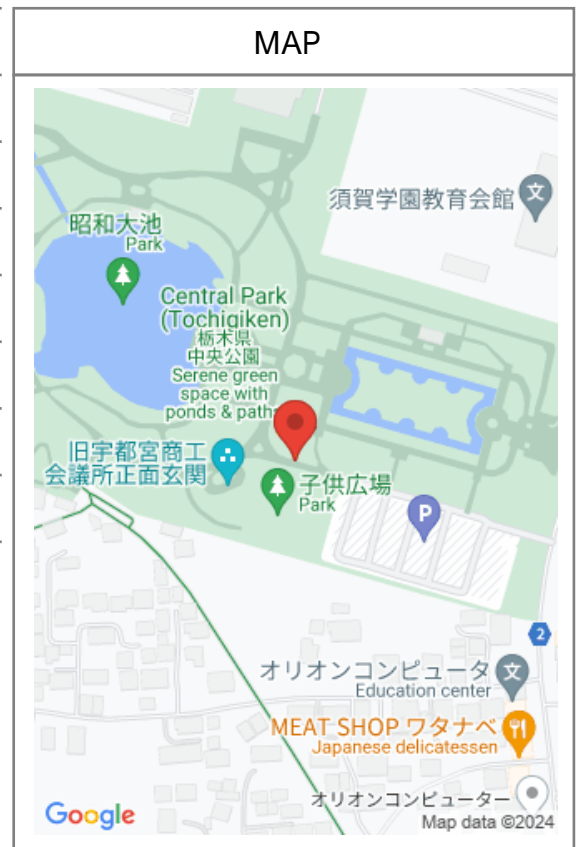 MAP
須賀学園教育会館
昭和大池
Park
Central Park
(Tochigiken)
栃木県
中央公園
Serene green
space with
ponds & paths
旧宇都宮商工
会議所正面玄関
子供広場
Park
P
2
オリオンコンピュータ
Education center
MEAT SHOP ワタナベ
Japanese delicatessen
オリオンコンピューター
Google
Map data ©2024